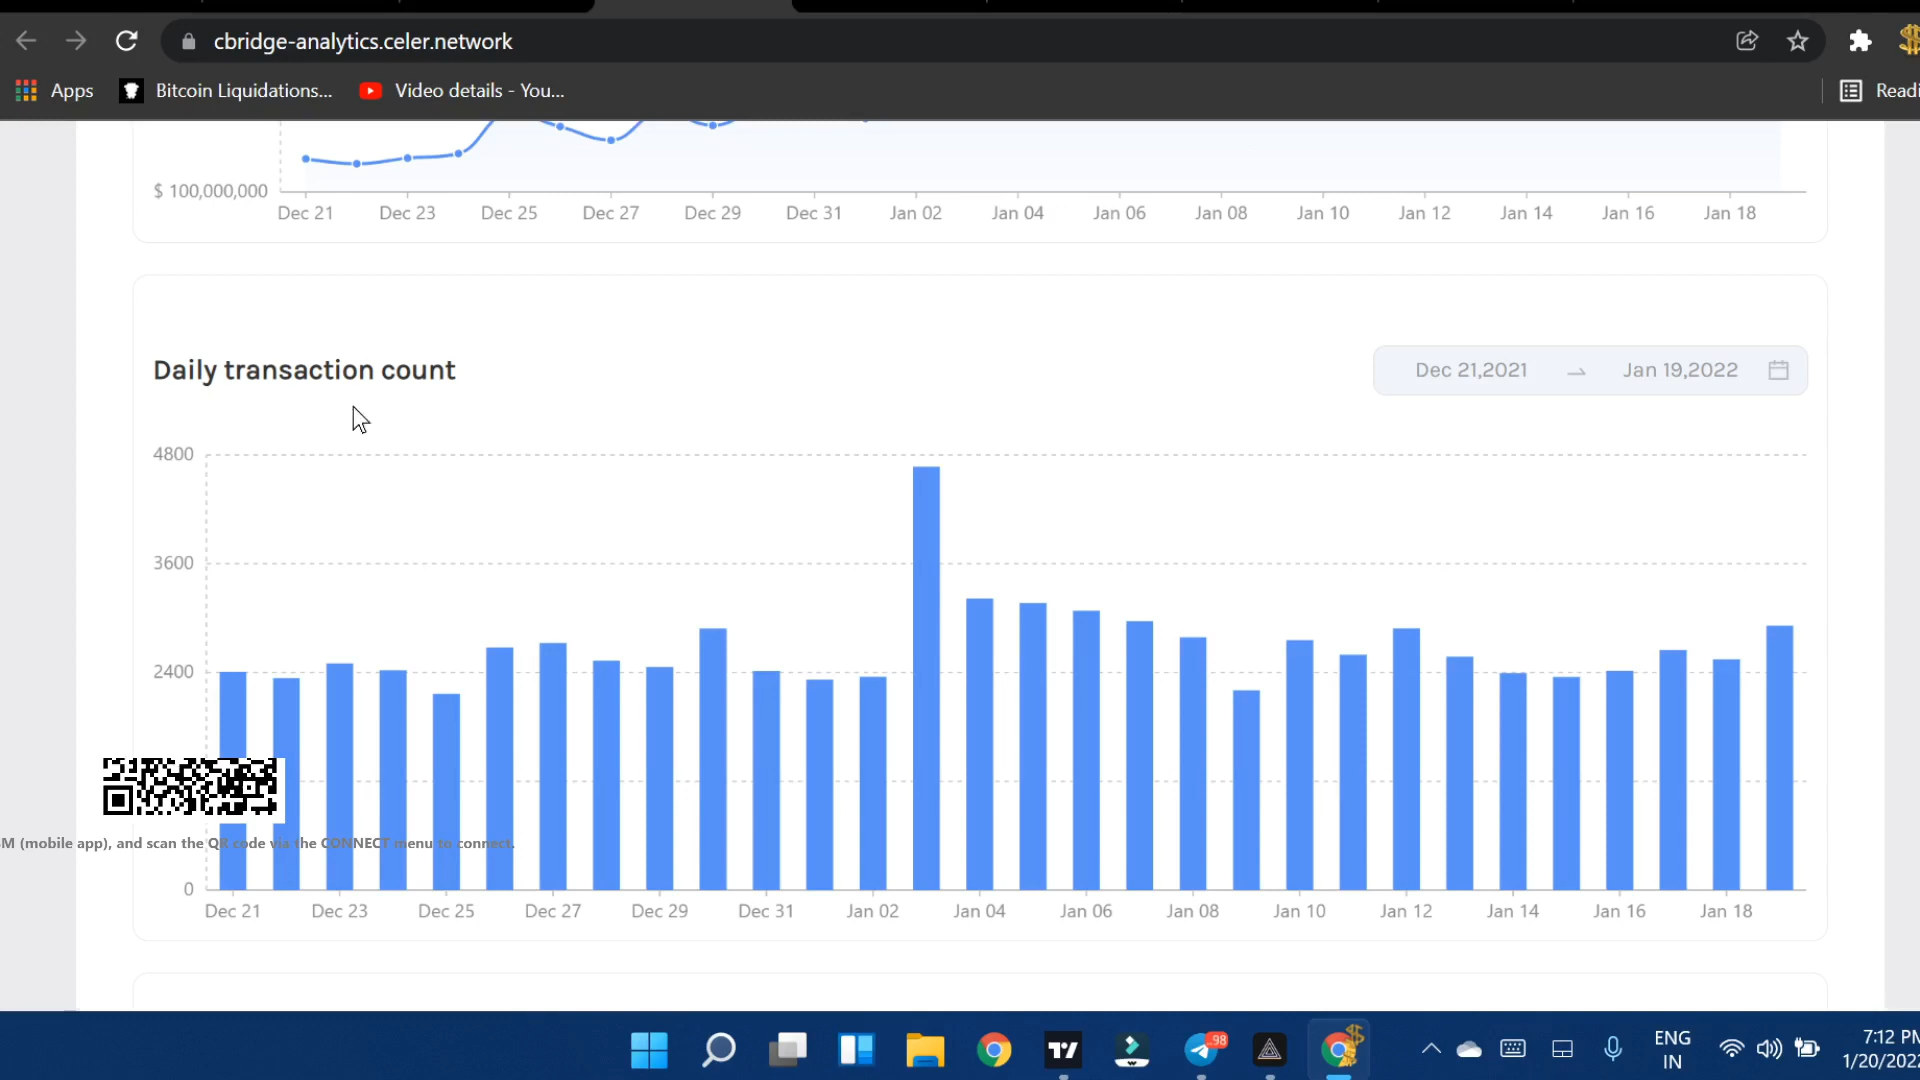 cbridge-analytics.celer.network
Apps
Bitcoin Liquidations...
Video details - You...
Readi
$ 100,000,000
Dec 21 Dec 23 Dec 25 Dec 27 Dec 29 Dec 31 Jan 02 Jan 04 Jan 06 Jan 08 Jan 10 Jan 12 Jan 14 Jan 16 Jan 18
Daily transaction count
Dec 21,2021 → Jan 19,2022
4800
3600
2400
0
M (mobile app), and scan the QR code via the CONNECT menu to connect.
Dec 21 Dec 23 Dec 25 Dec 27 Dec 29 Dec 31 Jan 02 Jan 04 Jan 06 Jan 08 Jan 10 Jan 12 Jan 14 Jan 16 Jan 18
98
ENG
IN
7:12 PM
1/20/2022